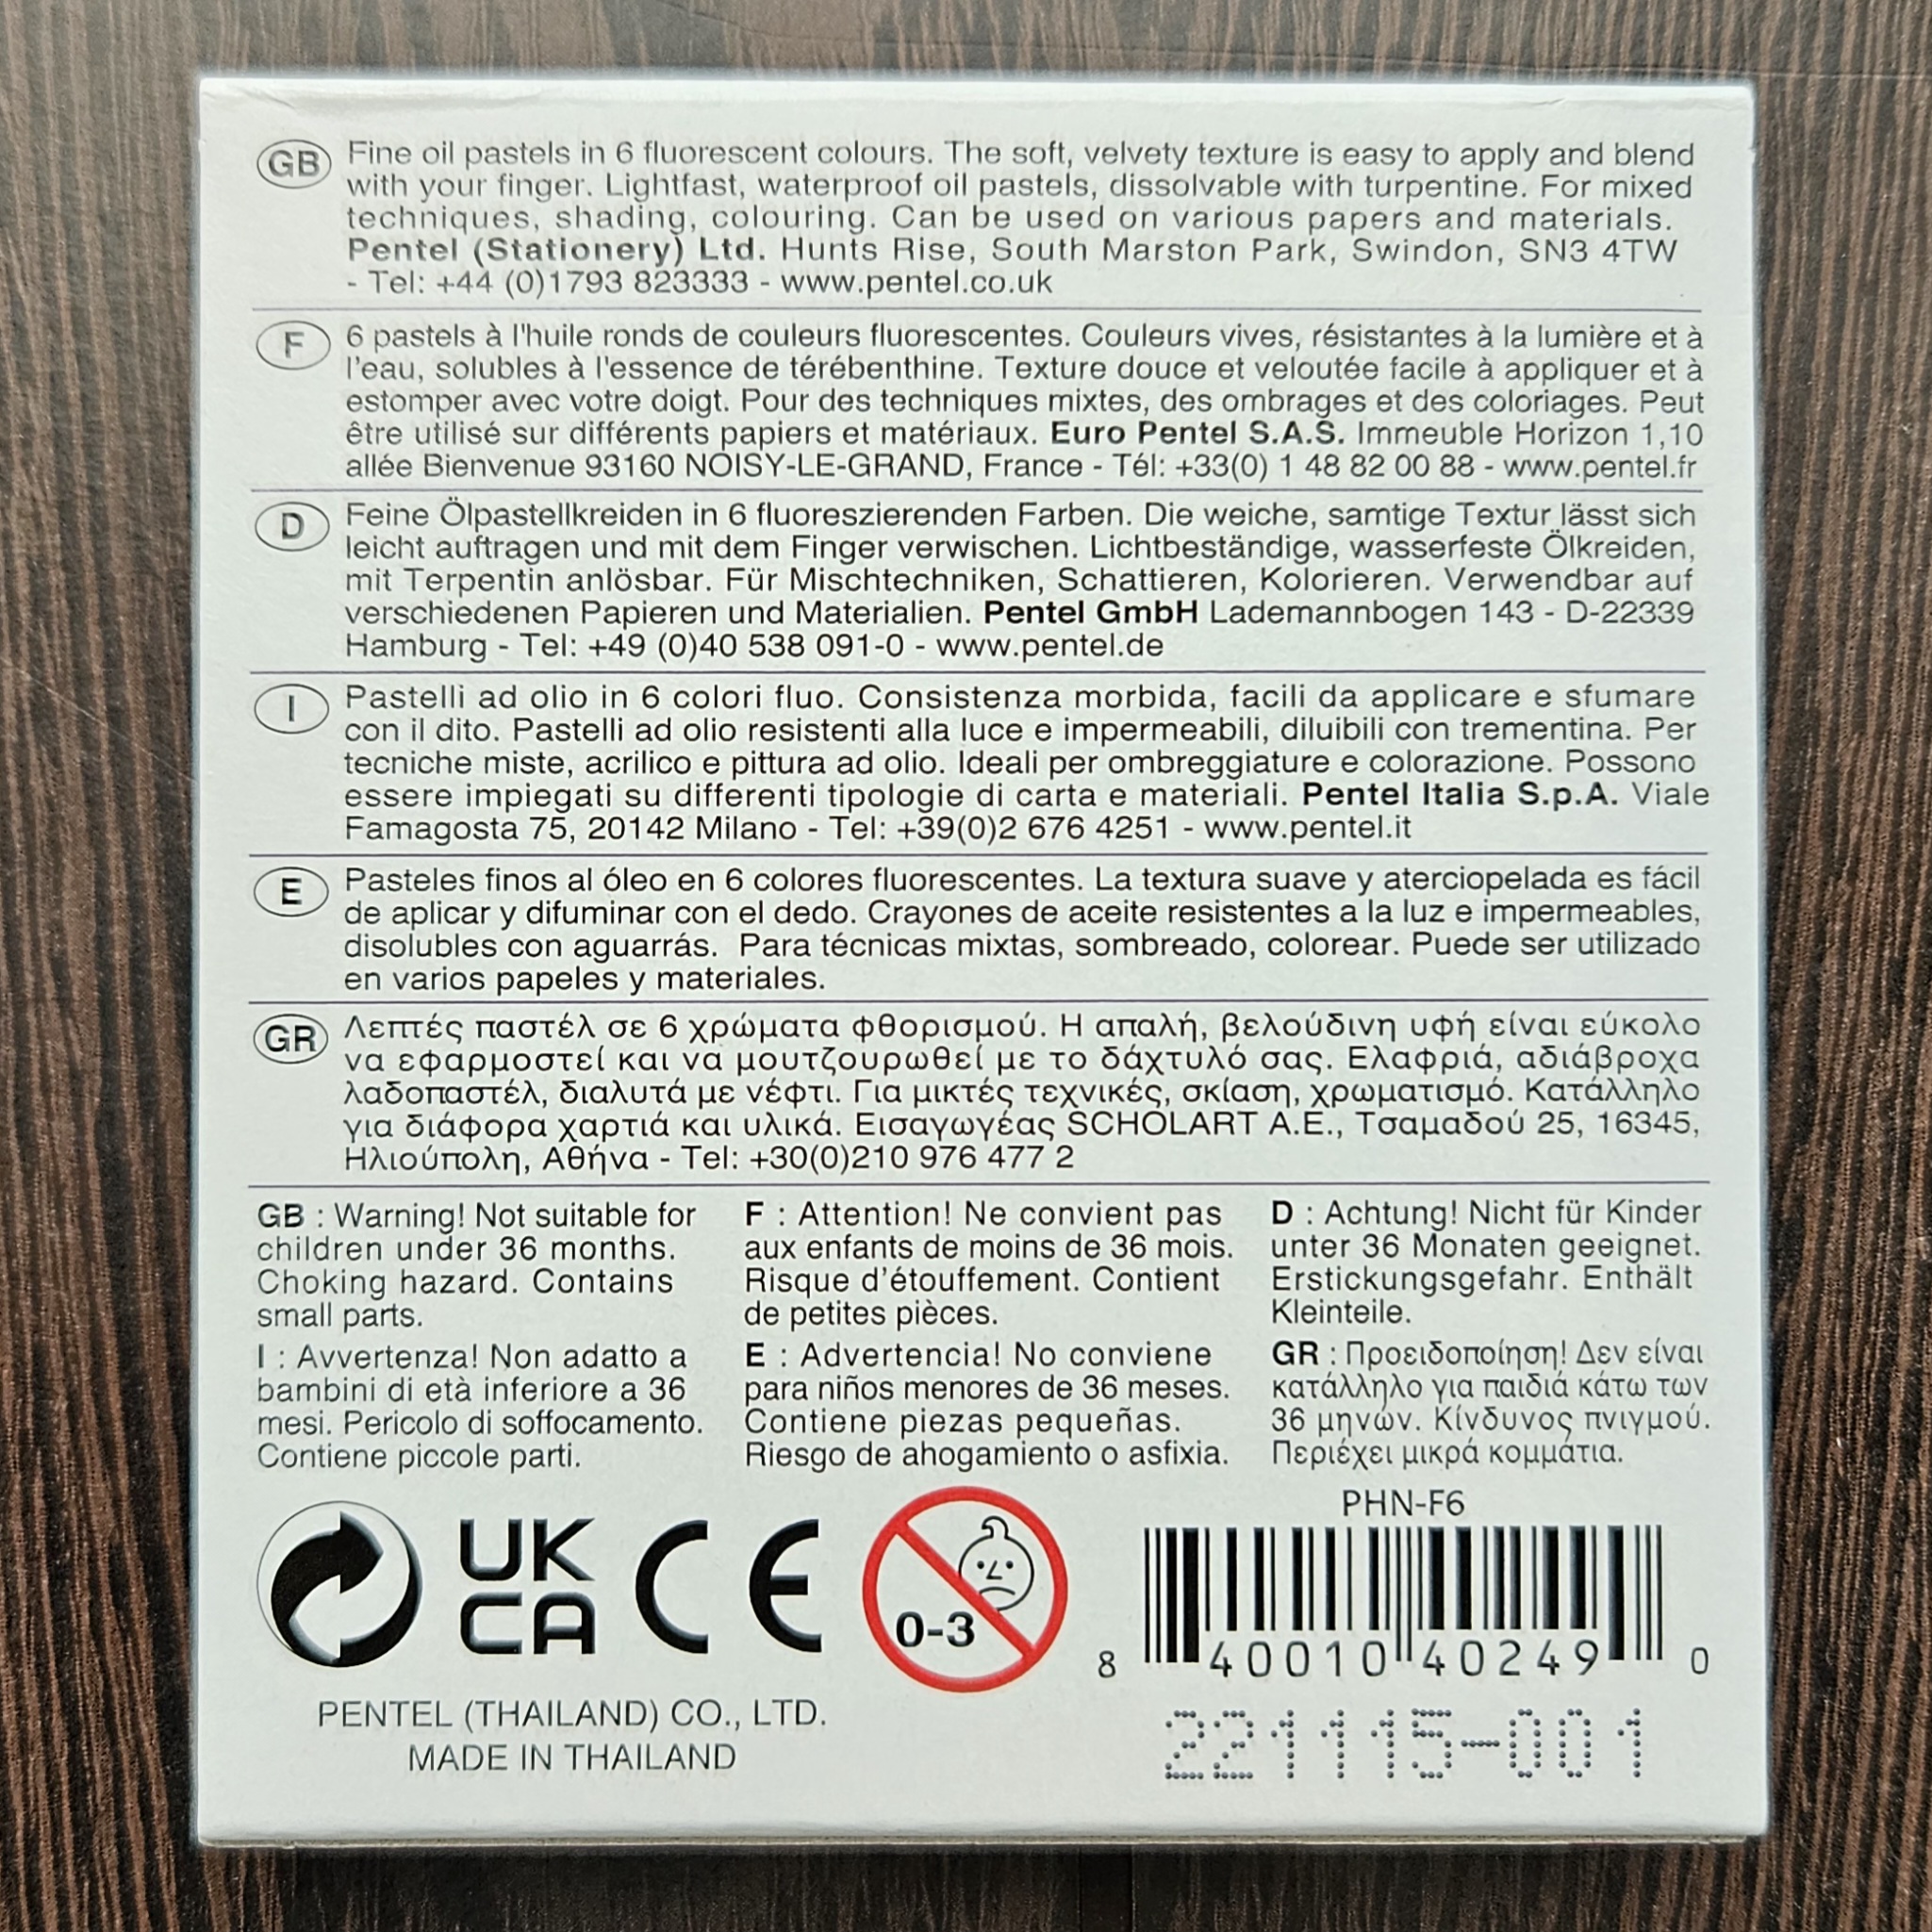 GB Fine oil pastels in 6 fluorescent colours. The soft, velvety texture is easy to apply and blend
with your finger. Lightfast, waterproof oil pastels, dissolvable with turpentine. For mixed
techniques, shading, colouring. Can be used on various papers and materials.
Pentel (Stationery) Ltd. Hunts Rise, South Marston Park, Swindon, SN3 4TW
- Tel: +44 (0)1793 823333 - www.pentel.co.uk
F 6 pastels à l'huile ronds de couleurs fluorescentes. Couleurs vives, résistantes à la lumière et à
l'eau, solubles à l'essence de térébenthine. Texture douce et veloutée facile à appliquer et à
estomper avec votre doigt. Pour des techniques mixtes, des ombrages et des coloriages. Peut
être utilisé sur différents papiers et matériaux. Euro Pentel S.A.S. Immeuble Horizon 1,10
allée Bienvenue 93160 NOISY-LE-GRAND, France - Tél: +33(0) 1 48 82 00 88 - www.pentel.fr
D Feine Ölpastellkreiden in 6 fluoreszierenden Farben. Die weiche, samtige Textur lässt sich
leicht auftragen und mit dem Finger verwischen. Lichtbeständige, wasserfeste Ölkreiden,
mit Terpentin anlösbar. Für Mischtechniken, Schattieren, Kolorieren. Verwendbar auf
verschiedenen Papieren und Materialien. Pentel GmbH Lademannbogen 143 - D-22339
Hamburg - Tel: +49 (0)40 538 091-0 - www.pentel.de
I Pastelli ad olio in 6 colori fluo. Consistenza morbida, facili da applicare e sfumare
con il dito. Pastelli ad olio resistenti alla luce e impermeabili, diluibili con trementina. Per
tecniche miste, acrilico e pittura ad olio. Ideali per ombreggiature e colorazione. Possono
essere impiegati su differenti tipologie di carta e materiali. Pentel Italia S.p.A. Viale
Famagosta 75, 20142 Milano - Tel: +39(0)2 676 4251 - www.pentel.it
E Pasteles finos al óleo en 6 colores fluorescentes. La textura suave y aterciopelada es fácil
de aplicar y difuminar con el dedo. Crayones de aceite resistentes a la luz e impermeables,
disolubles con aguarrás. Para técnicas mixtas, sombreado, colorear. Puede ser utilizado
en varios papeles y materiales.
GR Λεπτές παστέλ σε 6 χρώματα φθορισμού. Η απαλή, βελούδινη υφή είναι εύκολο
να εφαρμοστεί και να μουτζουρωθεί με το δάχτυλό σας. Ελαφριά, αδιάβροχα
λαδοπαστέλ, διαλυτά με νέφτι. Για μικτές τεχνικές, σκίαση, χρωματισμό. Κατάλληλο
για διάφορα χαρτιά και υλικά. Εισαγωγέας SCHOLART A.E., Τσαμαδού 25, 16345,
Ηλιούπολη, Αθήνα - Tel: +30(0)210 976 477 2
GB : Warning! Not suitable for
children under 36 months.
Choking hazard. Contains
small parts.
F : Attention! Ne convient pas
aux enfants de moins de 36 mois.
Risque d'étouffement. Contient
de petites pièces.
D : Achtung! Nicht für Kinder
unter 36 Monaten geeignet.
Erstickungsgefahr. Enthält
Kleinteile.
I : Avvertenza! Non adatto a
bambini di età inferiore a 36
mesi. Pericolo di soffocamento.
Contiene piccole parti.
E : Advertencia! No conviene
para niños menores de 36 meses.
Contiene piezas pequeñas.
Riesgo de ahogamiento o asfixia.
GR : Προειδοποίηση! Δεν είναι
κατάλληλο για παιδιά κάτω των
36 μηνών. Κίνδυνος πνιγμού.
Περιέχει μικρά κομμάτια.
UK
CA
CE
0-3
PHN-F6
8 40010 40249 0
PENTEL (THAILAND) CO., LTD.
MADE IN THAILAND
221115-001